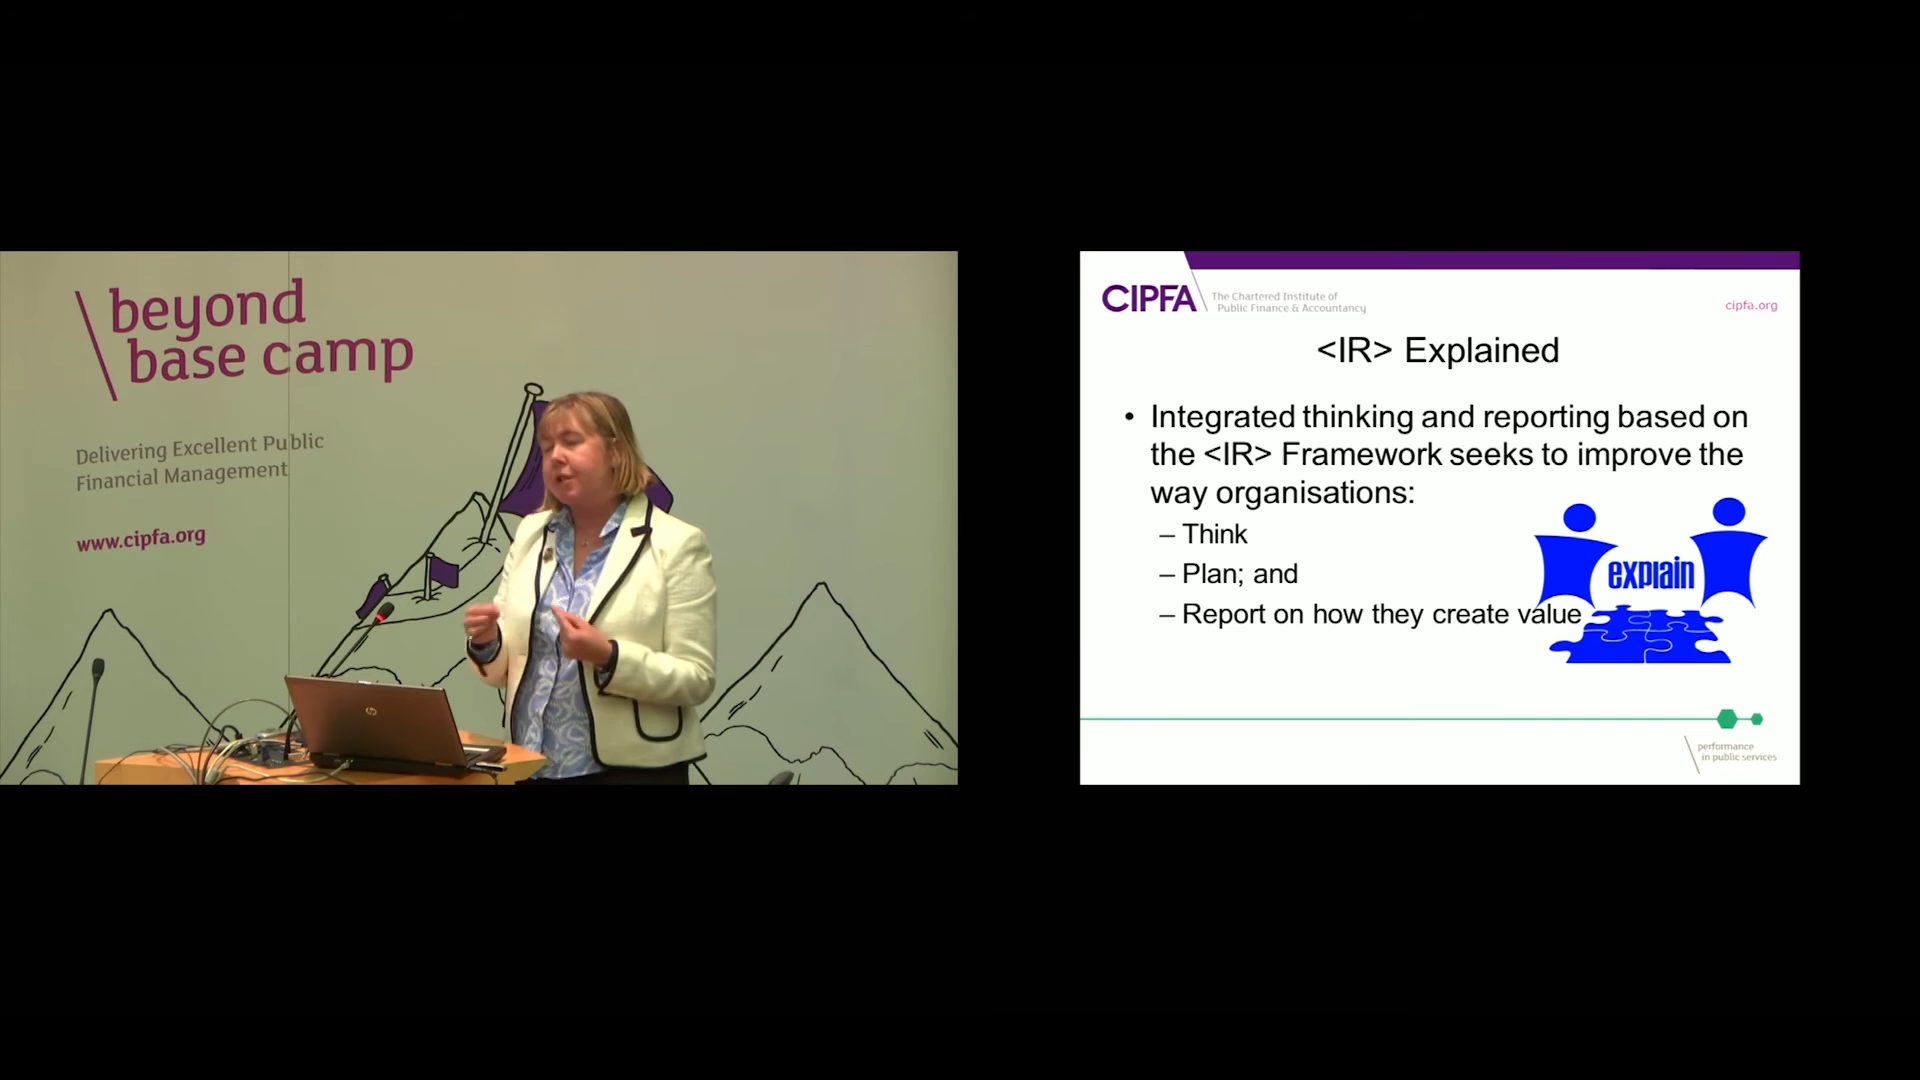 beyond
base camp
Delivering Excellent Public
Financial Management
www.cipfa.org
hp
CIPFA
The Chartered Institute of
Public Finance & Accountancy
cipfa.org
<IR> Explained
• Integrated thinking and reporting based on
the <IR> Framework seeks to improve the
way organisations:
– Think
– Plan; and
– Report on how they create value
explain
performance
in public services